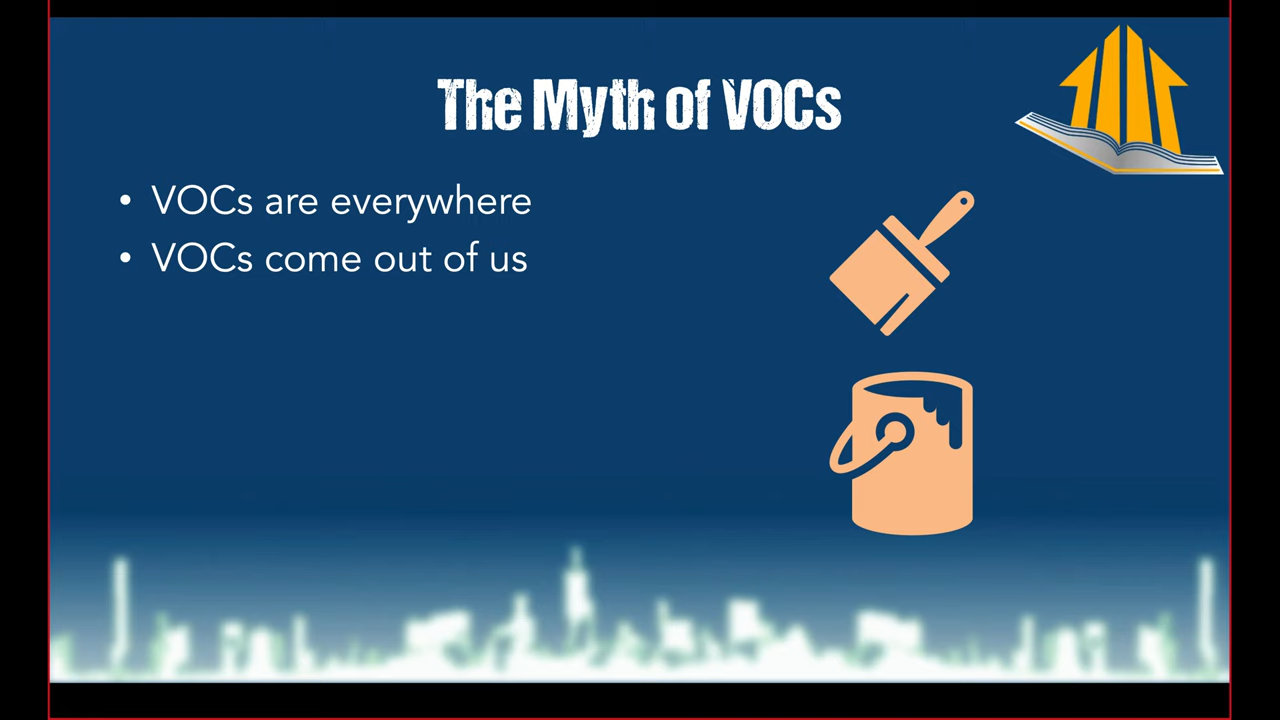 The Myth of VOCs
• VOCs are everywhere
• VOCs come out of us